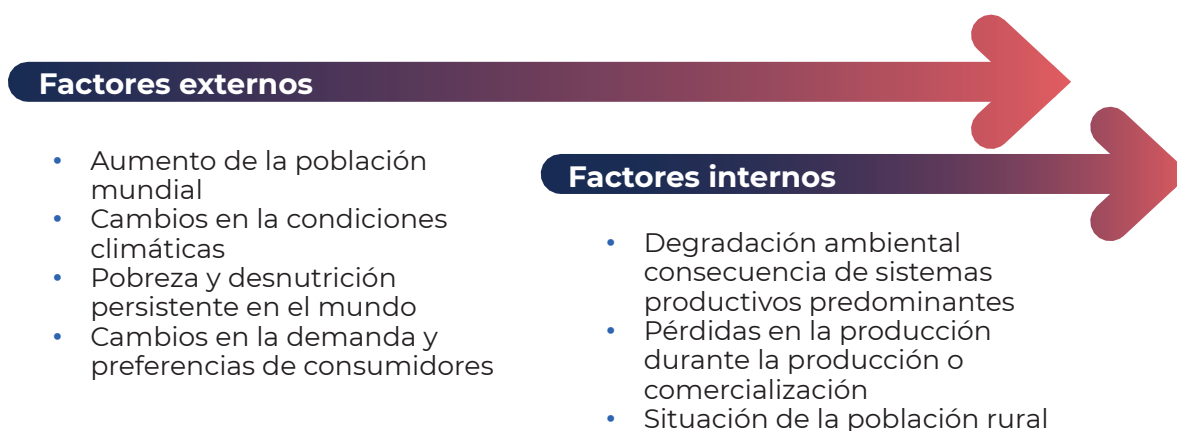 Factores externos
• Aumento de la población
mundial
• Cambios en la condiciones
climáticas
• Pobreza y desnutrición
persistente en el mundo
• Cambios en la demanda y
preferencias de consumidores
Factores internos
• Degradación ambiental
consecuencia de sistemas
productivos predominantes
• Pérdidas en la producción
durante la producción o
comercialización
• Situación de la población rural